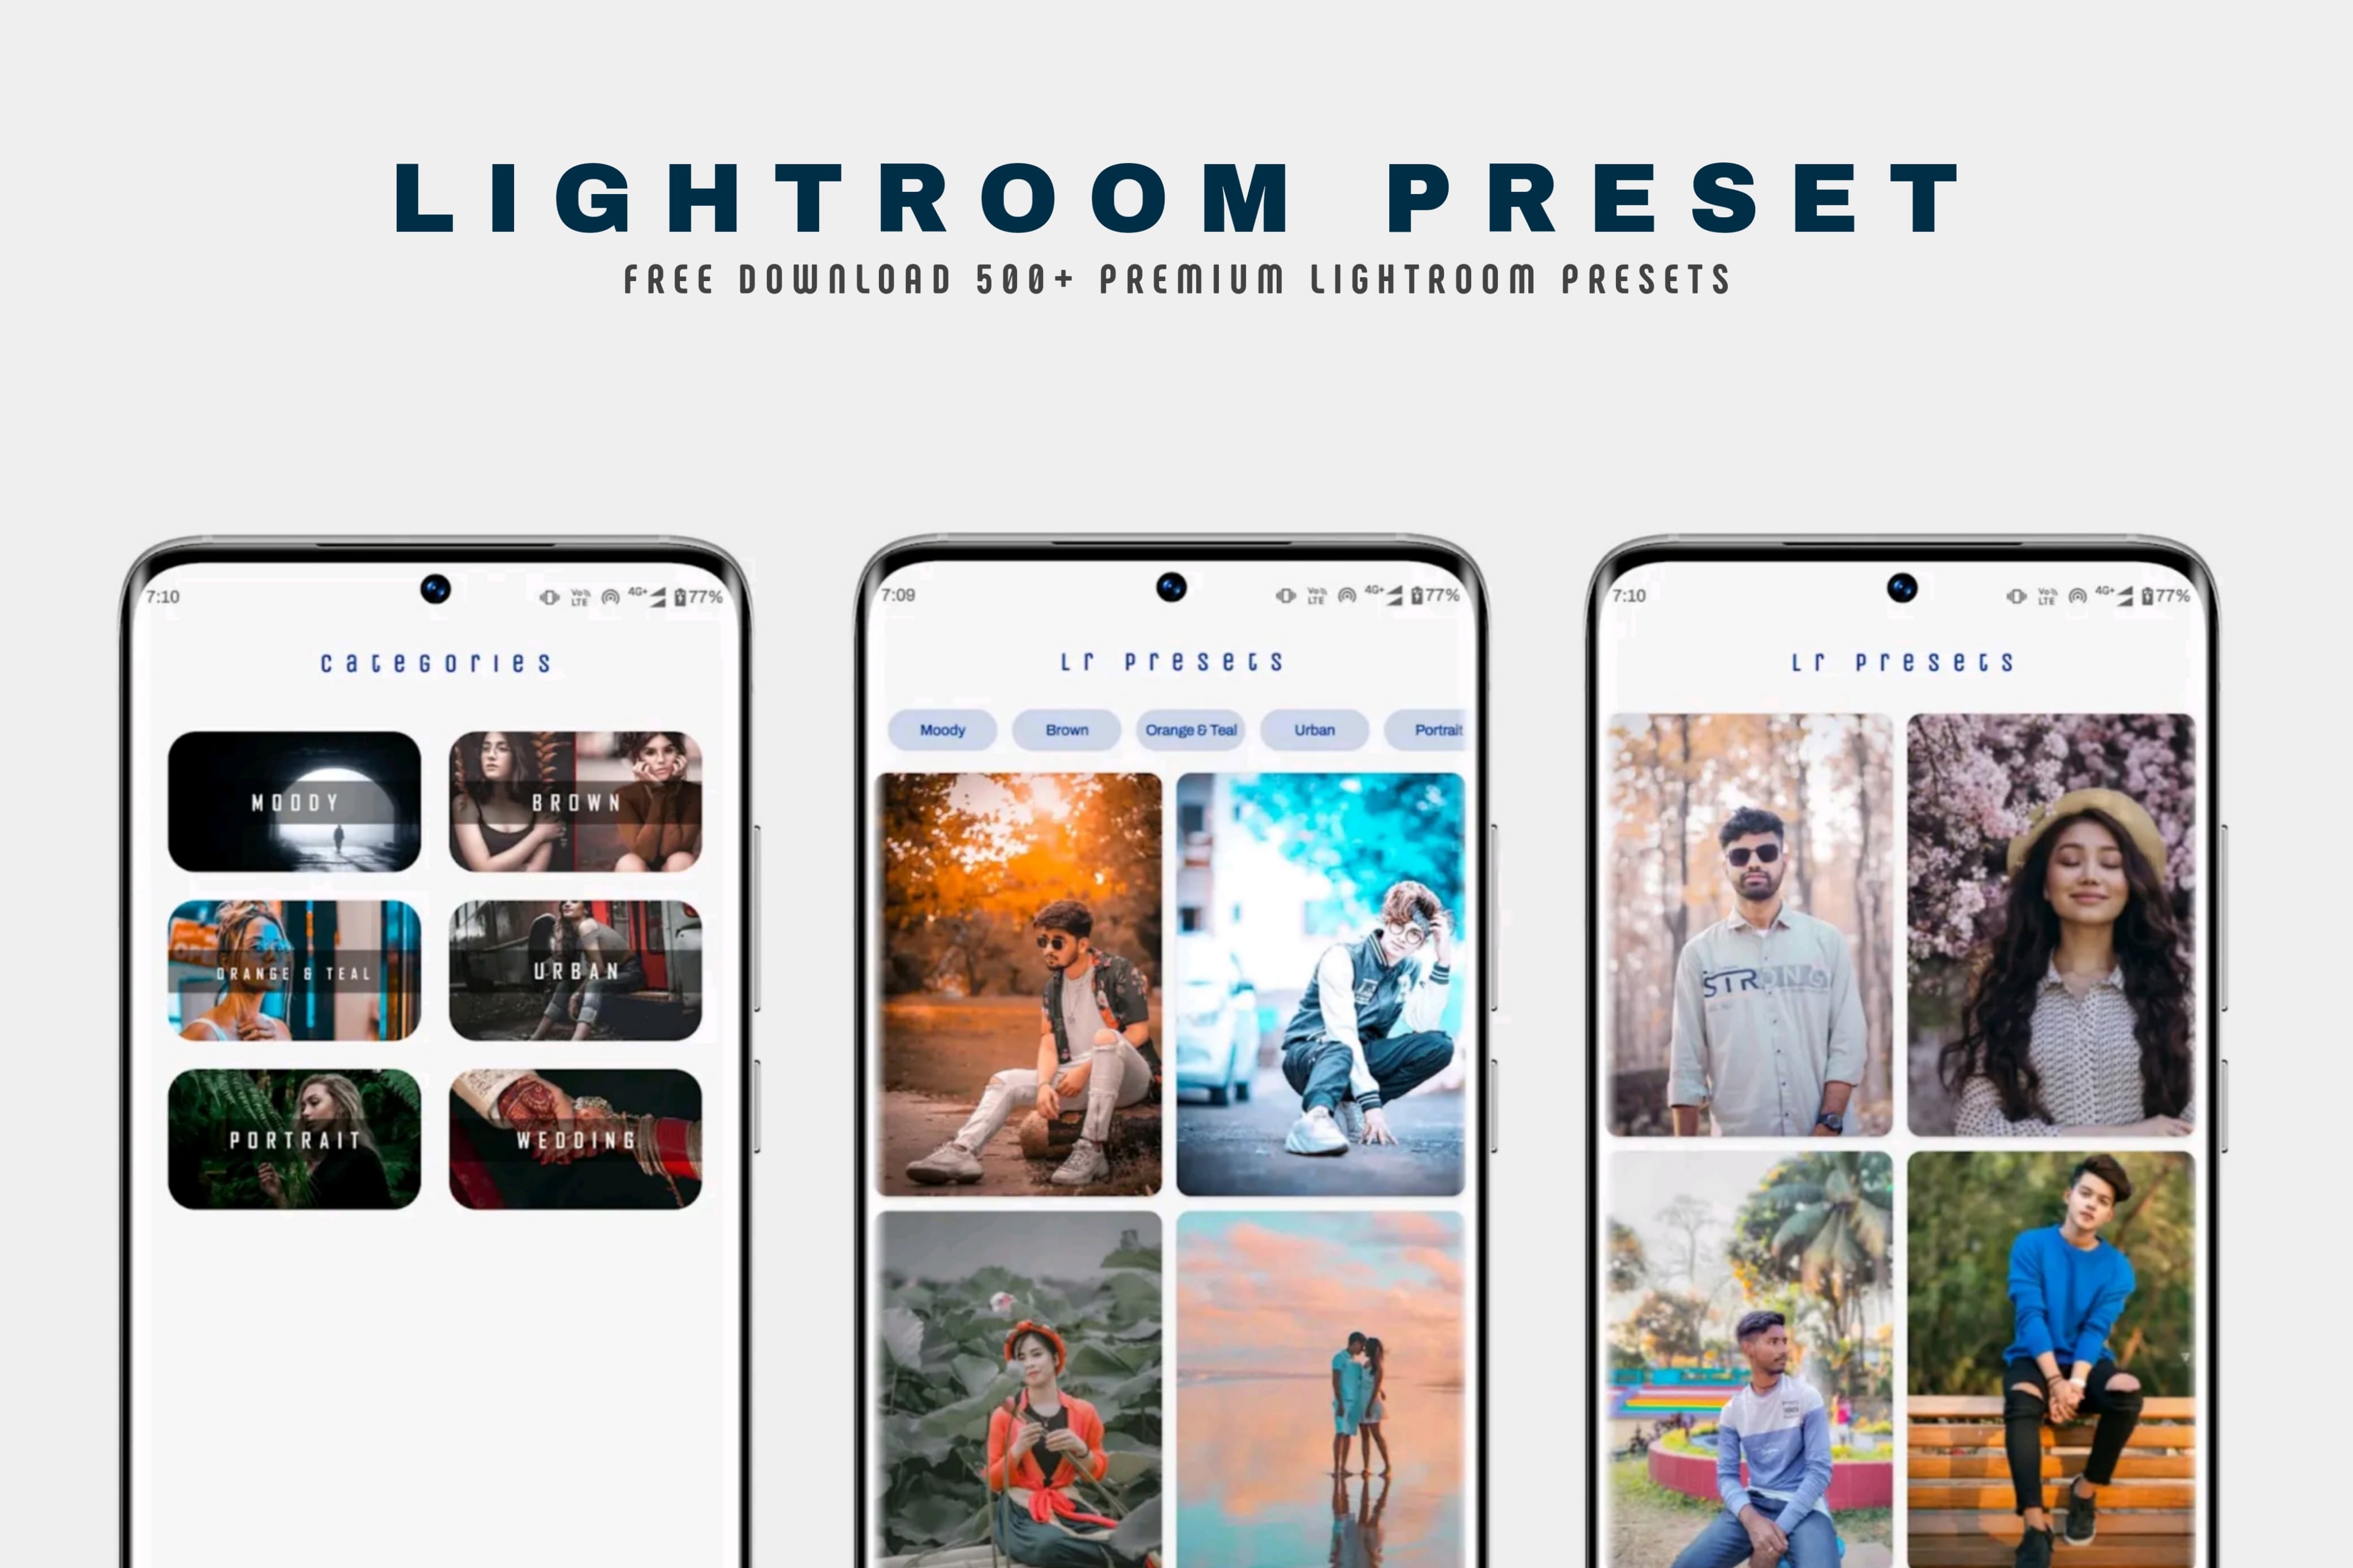 LIGHTROOM PRESET
FREE DOWNLOAD 500+ PREMIUM LIGHTROOM PRESETS
7:10
Vo
LTE
4G+
77%
categories
MOODY
BROWN
ORANGE & TEAL
URBAN
PORTRAIT
WEDDING
7:09
Vo
LTE
4G+
77%
Lr presets
Moody
Brown
Orange & Teal
Urban
Portrait
7:10
Vo
LTE
4G+
77%
Lr presets
STRONG